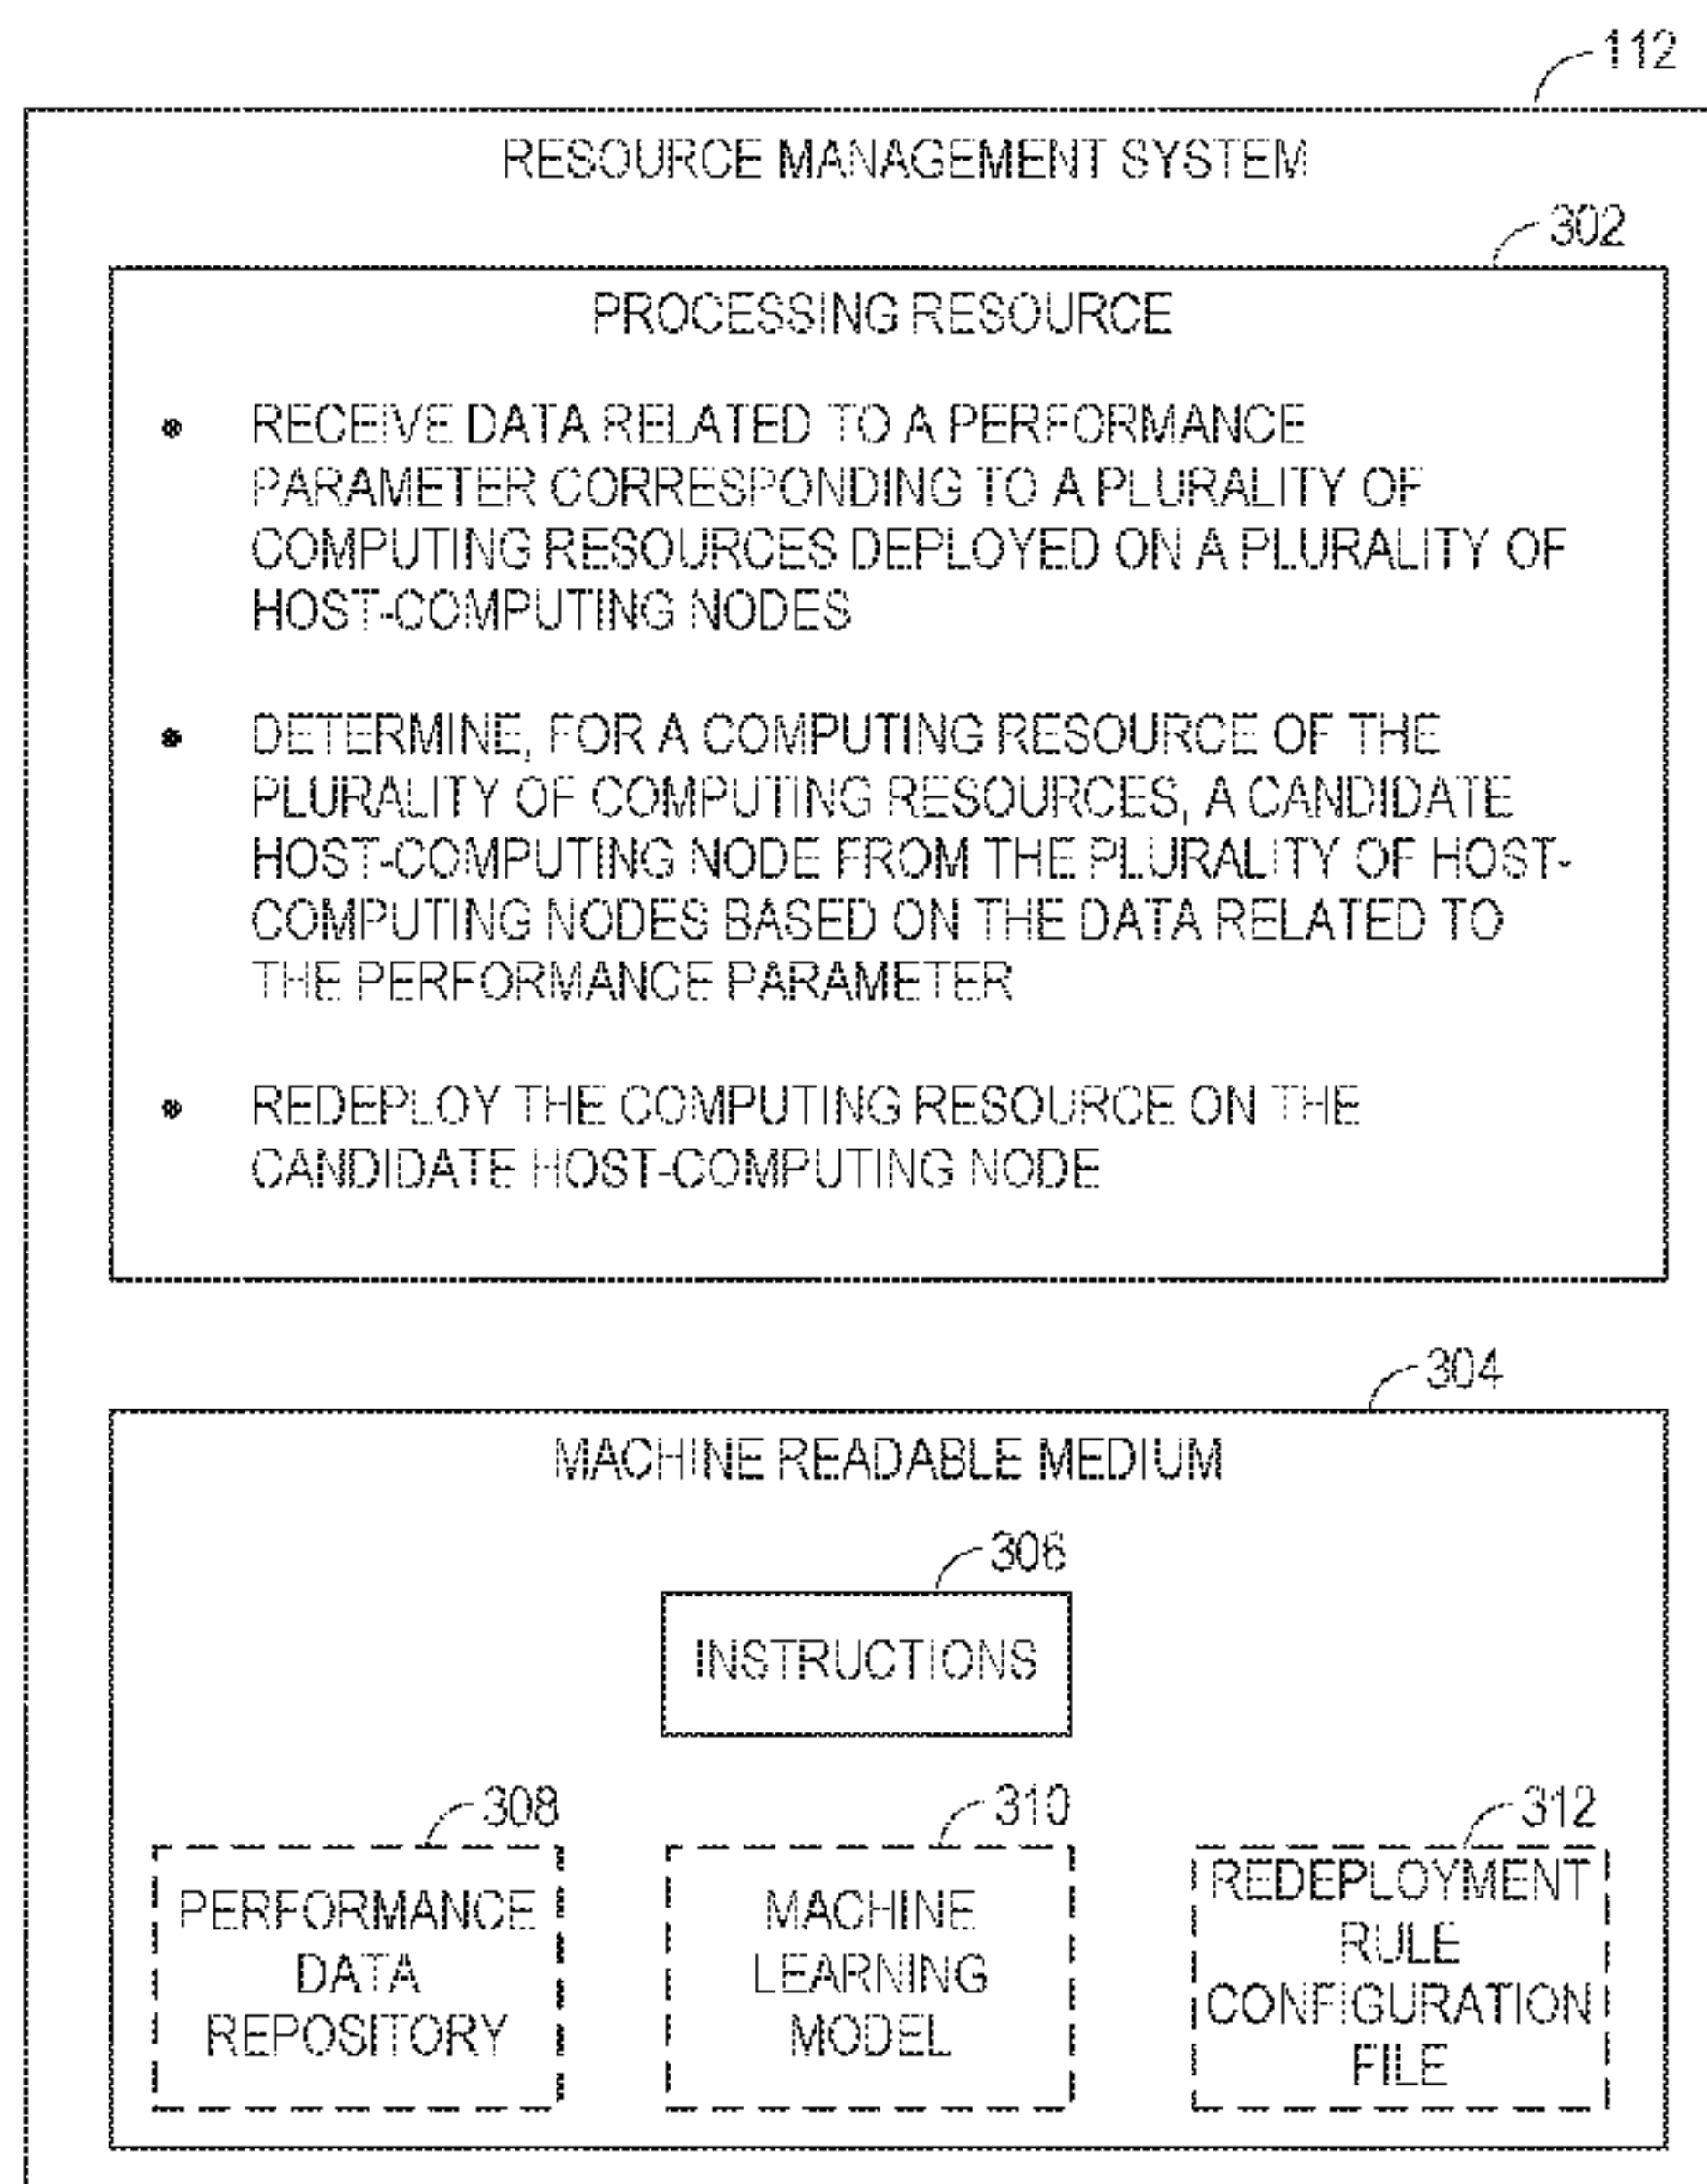 112
RESOURCE MANAGEMENT SYSTEM
302
PROCESSING RESOURCE
• RECEIVE DATA RELATED TO A PERFORMANCE
PARAMETER CORRESPONDING TO A PLURALITY OF
COMPUTING RESOURCES DEPLOYED ON A PLURALITY OF
HOST-COMPUTING NODES
• DETERMINE, FOR A COMPUTING RESOURCE OF THE
PLURALITY OF COMPUTING RESOURCES, A CANDIDATE
HOST-COMPUTING NODE FROM THE PLURALITY OF HOST-
COMPUTING NODES BASED ON THE DATA RELATED TO
THE PERFORMANCE PARAMETER
• REDEPLOY THE COMPUTING RESOURCE ON THE
CANDIDATE HOST-COMPUTING NODE
304
MACHINE READABLE MEDIUM
306
INSTRUCTIONS
308
PERFORMANCE
DATA
REPOSITORY
310
MACHINE
LEARNING
MODEL
312
REDEPLOYMENT
RULE
CONFIGURATION
FILE